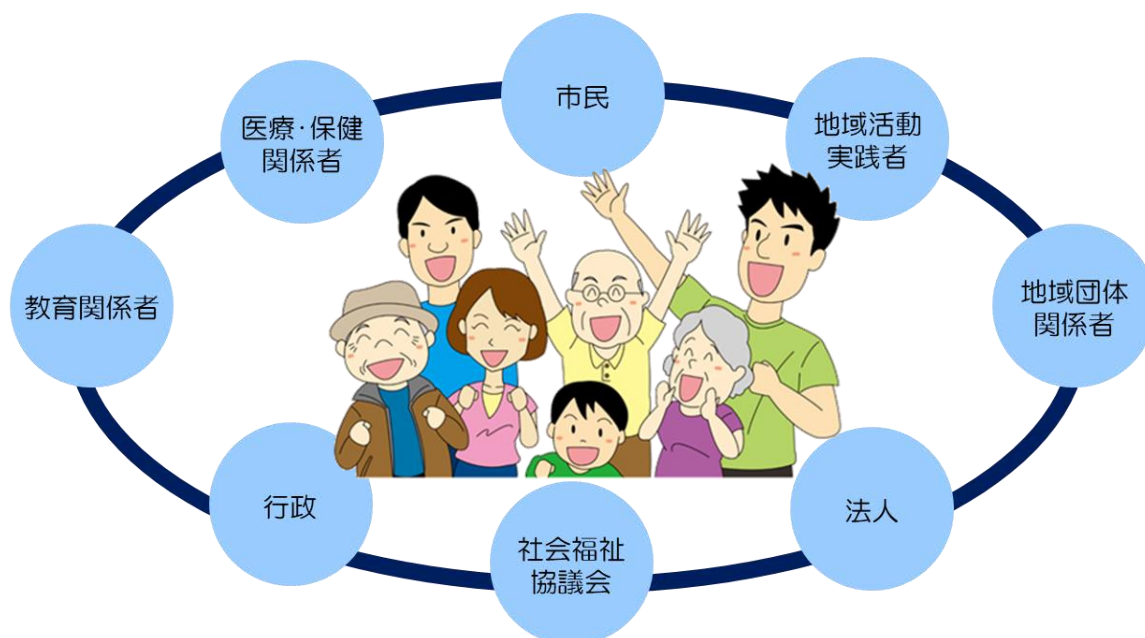 市民
医療・保健
関係者
地域活動
実践者
教育関係者
地域団体
関係者
行政
法人
社会福祉
協議会